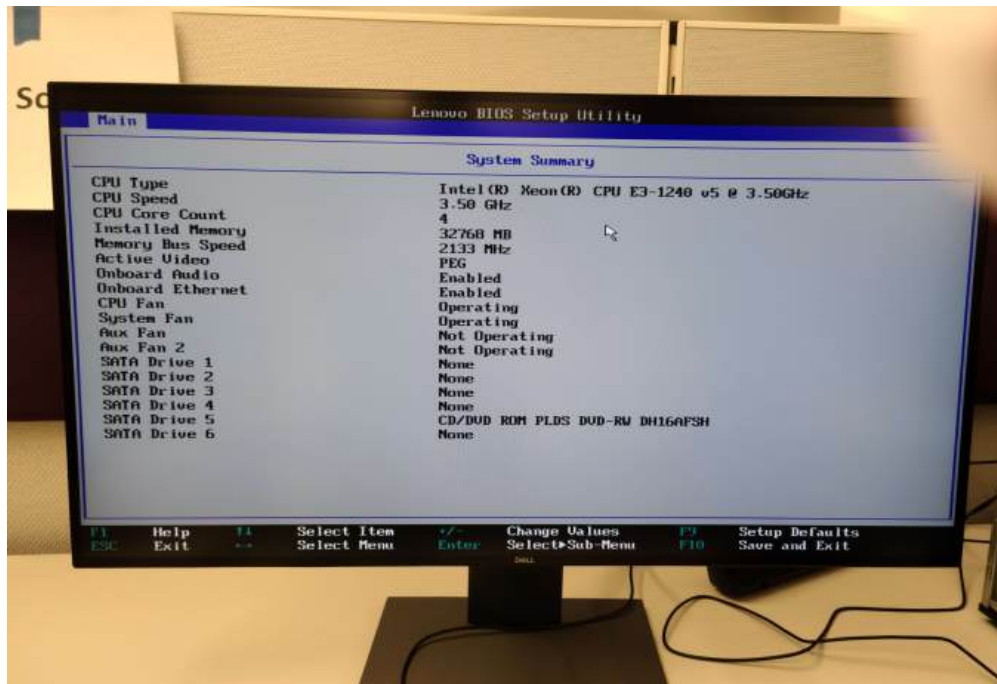 Sc
Lenovo BIOS Setup Utility
Main
System Summary
CPU Type Intel(R) Xeon(R) CPU E3-1240 v5 @ 3.50GHz
CPU Speed 3.50 GHz
CPU Core Count 4
Installed Memory 32768 MB
Memory Bus Speed 2133 MHz
Active Video PEG
Onboard Audio Enabled
Onboard Ethernet Enabled
CPU Fan Operating
System Fan Operating
Aux Fan Not Operating
Aux Fan 2 Not Operating
SATA Drive 1 None
SATA Drive 2 None
SATA Drive 3 None
SATA Drive 4 None
SATA Drive 5 CD/DVD ROM PLDS DVD-RW DH16AFSH
SATA Drive 6 None
F1 Help ↑↓ Select Item +/- Change Values F9 Setup Defaults
ESC Exit ←→ Select Menu Enter Select▶Sub-Menu F10 Save and Exit
DELL